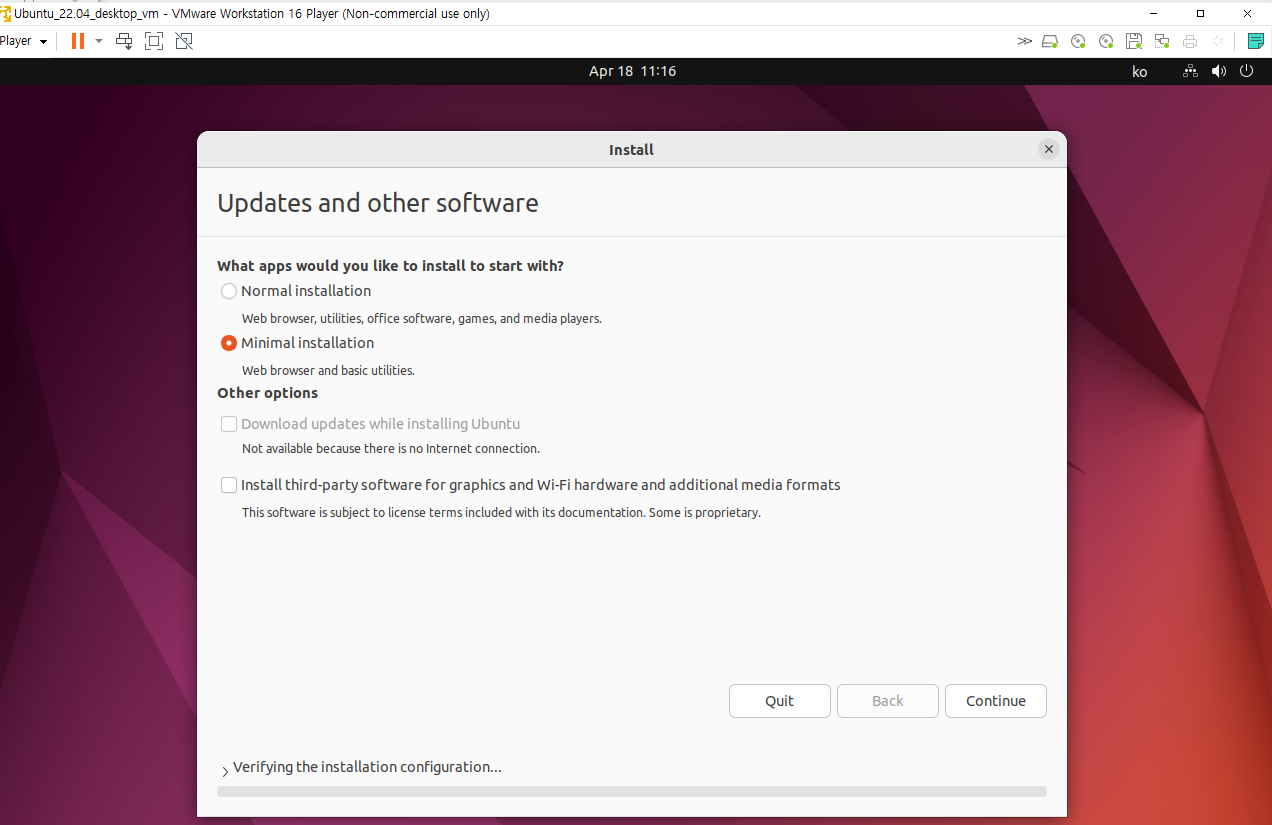 Ubuntu_22.04_desktop_vm - VMware Workstation 16 Player (Non-commercial use only)
Player
Apr 18 11:16
ko
Install
Updates and other software
What apps would you like to install to start with?
Normal installation
Web browser, utilities, office software, games, and media players.
Minimal installation
Web browser and basic utilities.
Other options
Download updates while installing Ubuntu
Not available because there is no Internet connection.
Install third-party software for graphics and Wi-Fi hardware and additional media formats
This software is subject to license terms included with its documentation. Some is proprietary.
Quit
Back
Continue
Verifying the installation configuration...